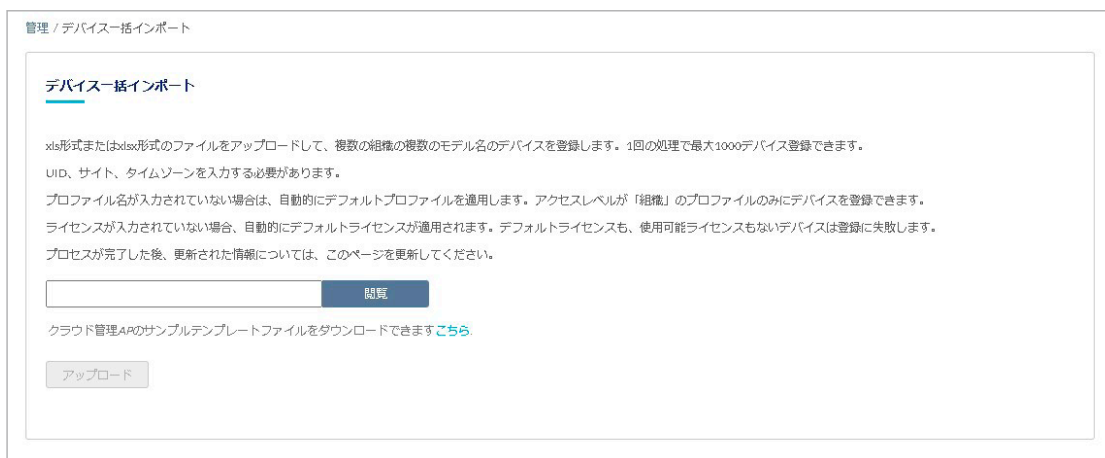 管理 / デバイス一括インポート
デバイス一括インポート
xls形式またはxlsx形式のファイルをアップロードして、複数の組織の複数のモデル名のデバイスを登録します。1回の処理で最大1000デバイス登録できます。
UID、サイト、タイムゾーンを入力する必要があります。
プロファイル名が入力されていない場合は、自動的にデフォルトプロファイルを適用します。アクセスレベルが「組織」のプロファイルのみにデバイスを登録できます。
ライセンスが入力されていない場合、自動的にデフォルトライセンスが適用されます。デフォルトライセンスも、使用可能ライセンスもないデバイスは登録に失敗します。
プロセスが完了した後、更新された情報については、このページを更新してください。
閲覧
クラウド管理APのサンプルテンプレートファイルをダウンロードできますこちら.
アップロード